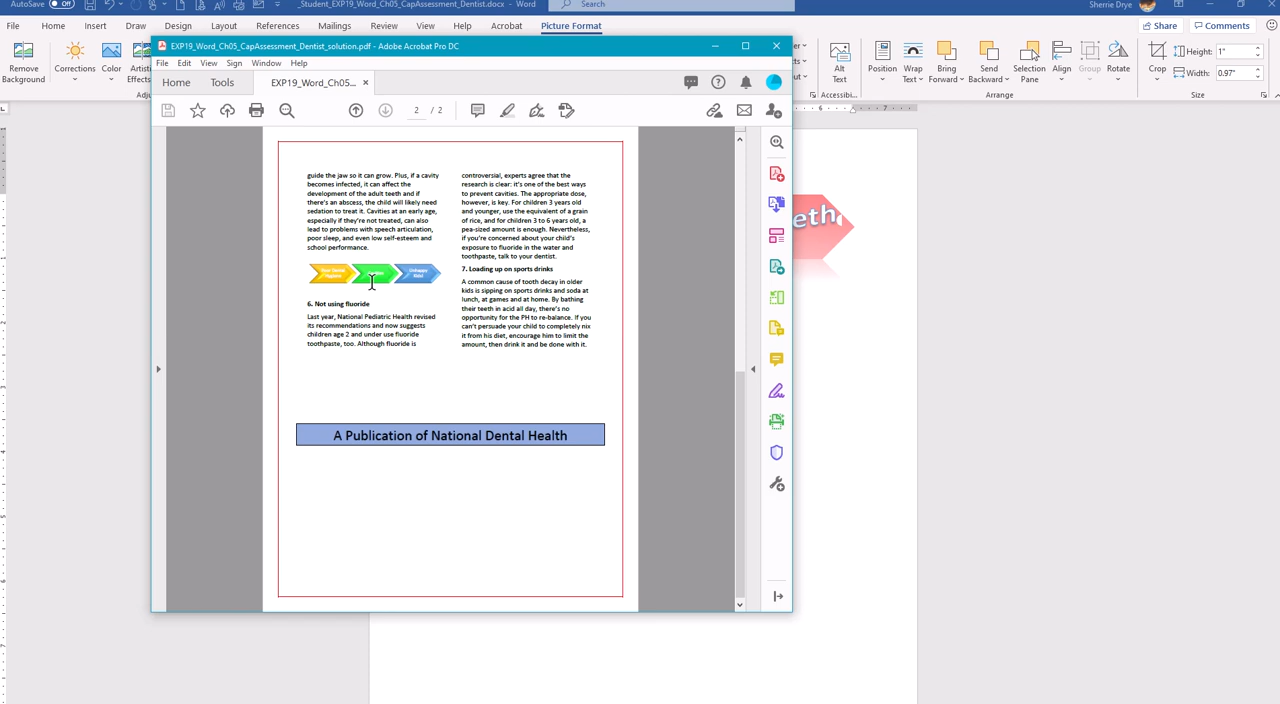 AutoSave Off
_Student_EXP19_Word_Ch05_CapAssessment_Dentist.docx - Word
Search
Sherrie Drye
File Home Insert Draw Design Layout References Mailings Review View Help Acrobat Picture Format
Share Comments
Remove Background
Corrections
Color
Alt Text
Position
Wrap Text
Bring Forward
Send Backward
Selection Pane
Align
Group
Rotate
Crop
Height: 1"
Width: 0.97"
Arrange
Size
EXP19_Word_Ch05_CapAssessment_Dentist_solution.pdf - Adobe Acrobat Pro DC
File Edit View Sign Window Help
Home Tools EXP19_Word_Ch05...
2 / 2
guide the jaw so it can grow. Plus, if a cavity
becomes infected, it can affect the
development of the adult teeth and if
there's an abscess, the child will likely need
sedation to treat it. Cavities at an early age,
especially if they're not treated, can also
lead to problems with speech articulation,
poor sleep, and even low self-esteem and
school performance.
6. Not using fluoride
Last year, National Pediatric Health revised
its recommendations and now suggests
children age 2 and under use fluoride
toothpaste, too. Although fluoride is
controversial, experts agree that the
research is clear: it's one of the best ways
to prevent cavities. The appropriate dose,
however, is key. For children 3 years old
and younger, use the equivalent of a grain
of rice, and for children 3 to 6 years old, a
pea-sized amount is enough. Nevertheless,
if you're concerned about your child's
exposure to fluoride in the water and
toothpaste, talk to your dentist.
7. Loading up on sports drinks
A common cause of tooth decay in older
kids is sipping on sports drinks and soda at
lunch, at games and at home. By bathing
their teeth in acid all day, there's no
opportunity for the PH to re-balance. If you
can't persuade your child to completely nix
it from his diet, encourage him to limit the
amount, then drink it and be done with it.
A Publication of National Dental Health
eeth